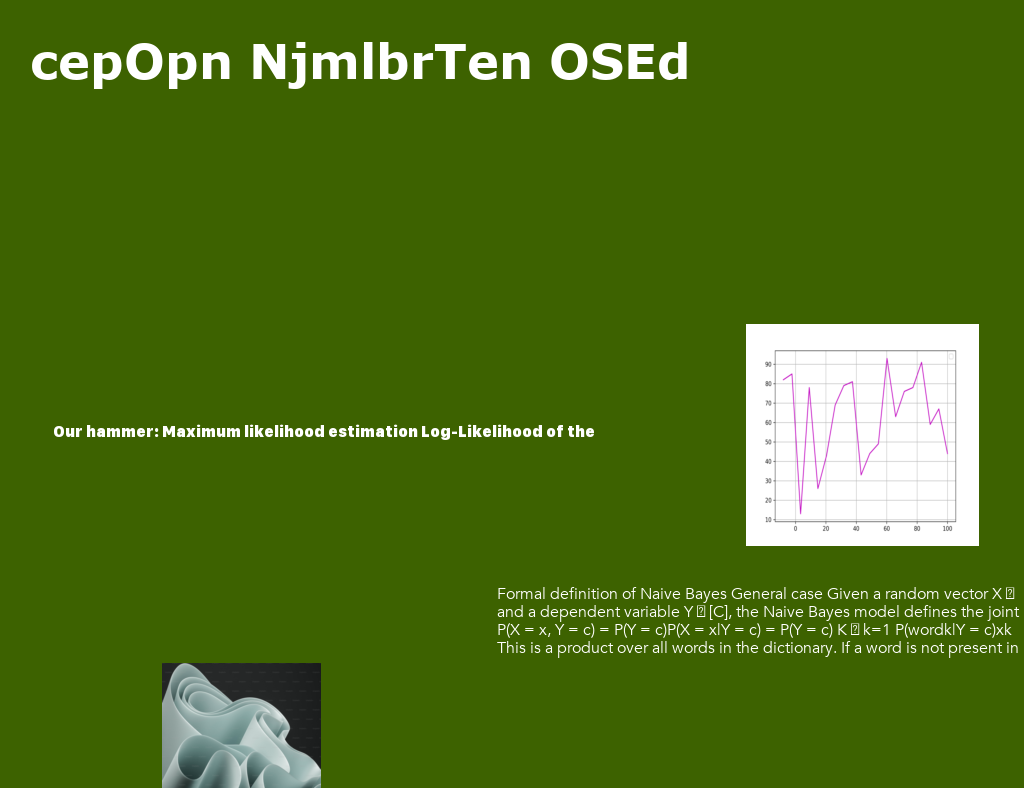 cepOpn NjmlbrTen OSEd
Our hammer: Maximum likelihood estimation Log-Likelihood of the
90
80
70
60
50
40
30
20
10
0 20 40 60 80 100
Formal definition of Naive Bayes General case Given a random vector X
and a dependent variable Y [C], the Naive Bayes model defines the joint
P(X = x, Y = c) = P(Y = c)P(X = x|Y = c) = P(Y = c) K k=1 P(wordk|Y = c)xk
This is a product over all words in the dictionary. If a word is not present in